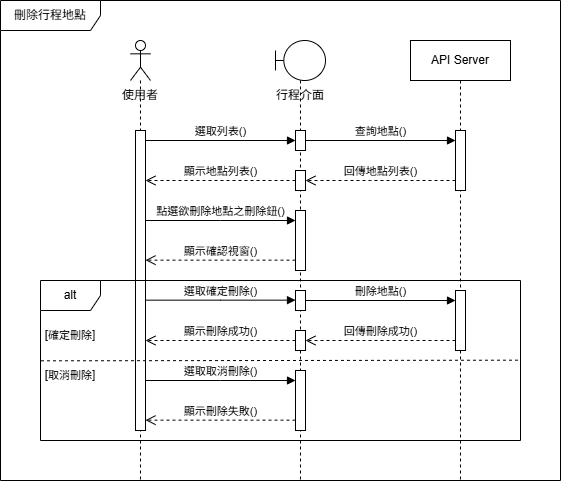 刪除行程地點
使用者
行程介面
API Server
選取列表()
查詢地點()
顯示地點列表()
回傳地點列表()
點選欲刪除地點之刪除鈕()
顯示確認視窗()
alt
選取確定刪除()
刪除地點()
[確定刪除]
顯示刪除成功()
回傳刪除成功()
[取消刪除]
選取取消刪除()
顯示刪除失敗()